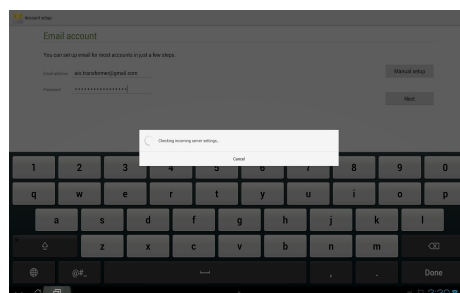 Account setup
Email account
You can set up email for most accounts in just a few steps.
Email address aio.transformer@gmail.com
Manual setup
Password ••••••••••••••••
Next
Checking incoming server settings…
Cancel
1 2 3 4 5 6 7 8 9 0
q w e r t y u i o p
a s d f g h j k l
z x c v b n m
@#_ , . Done